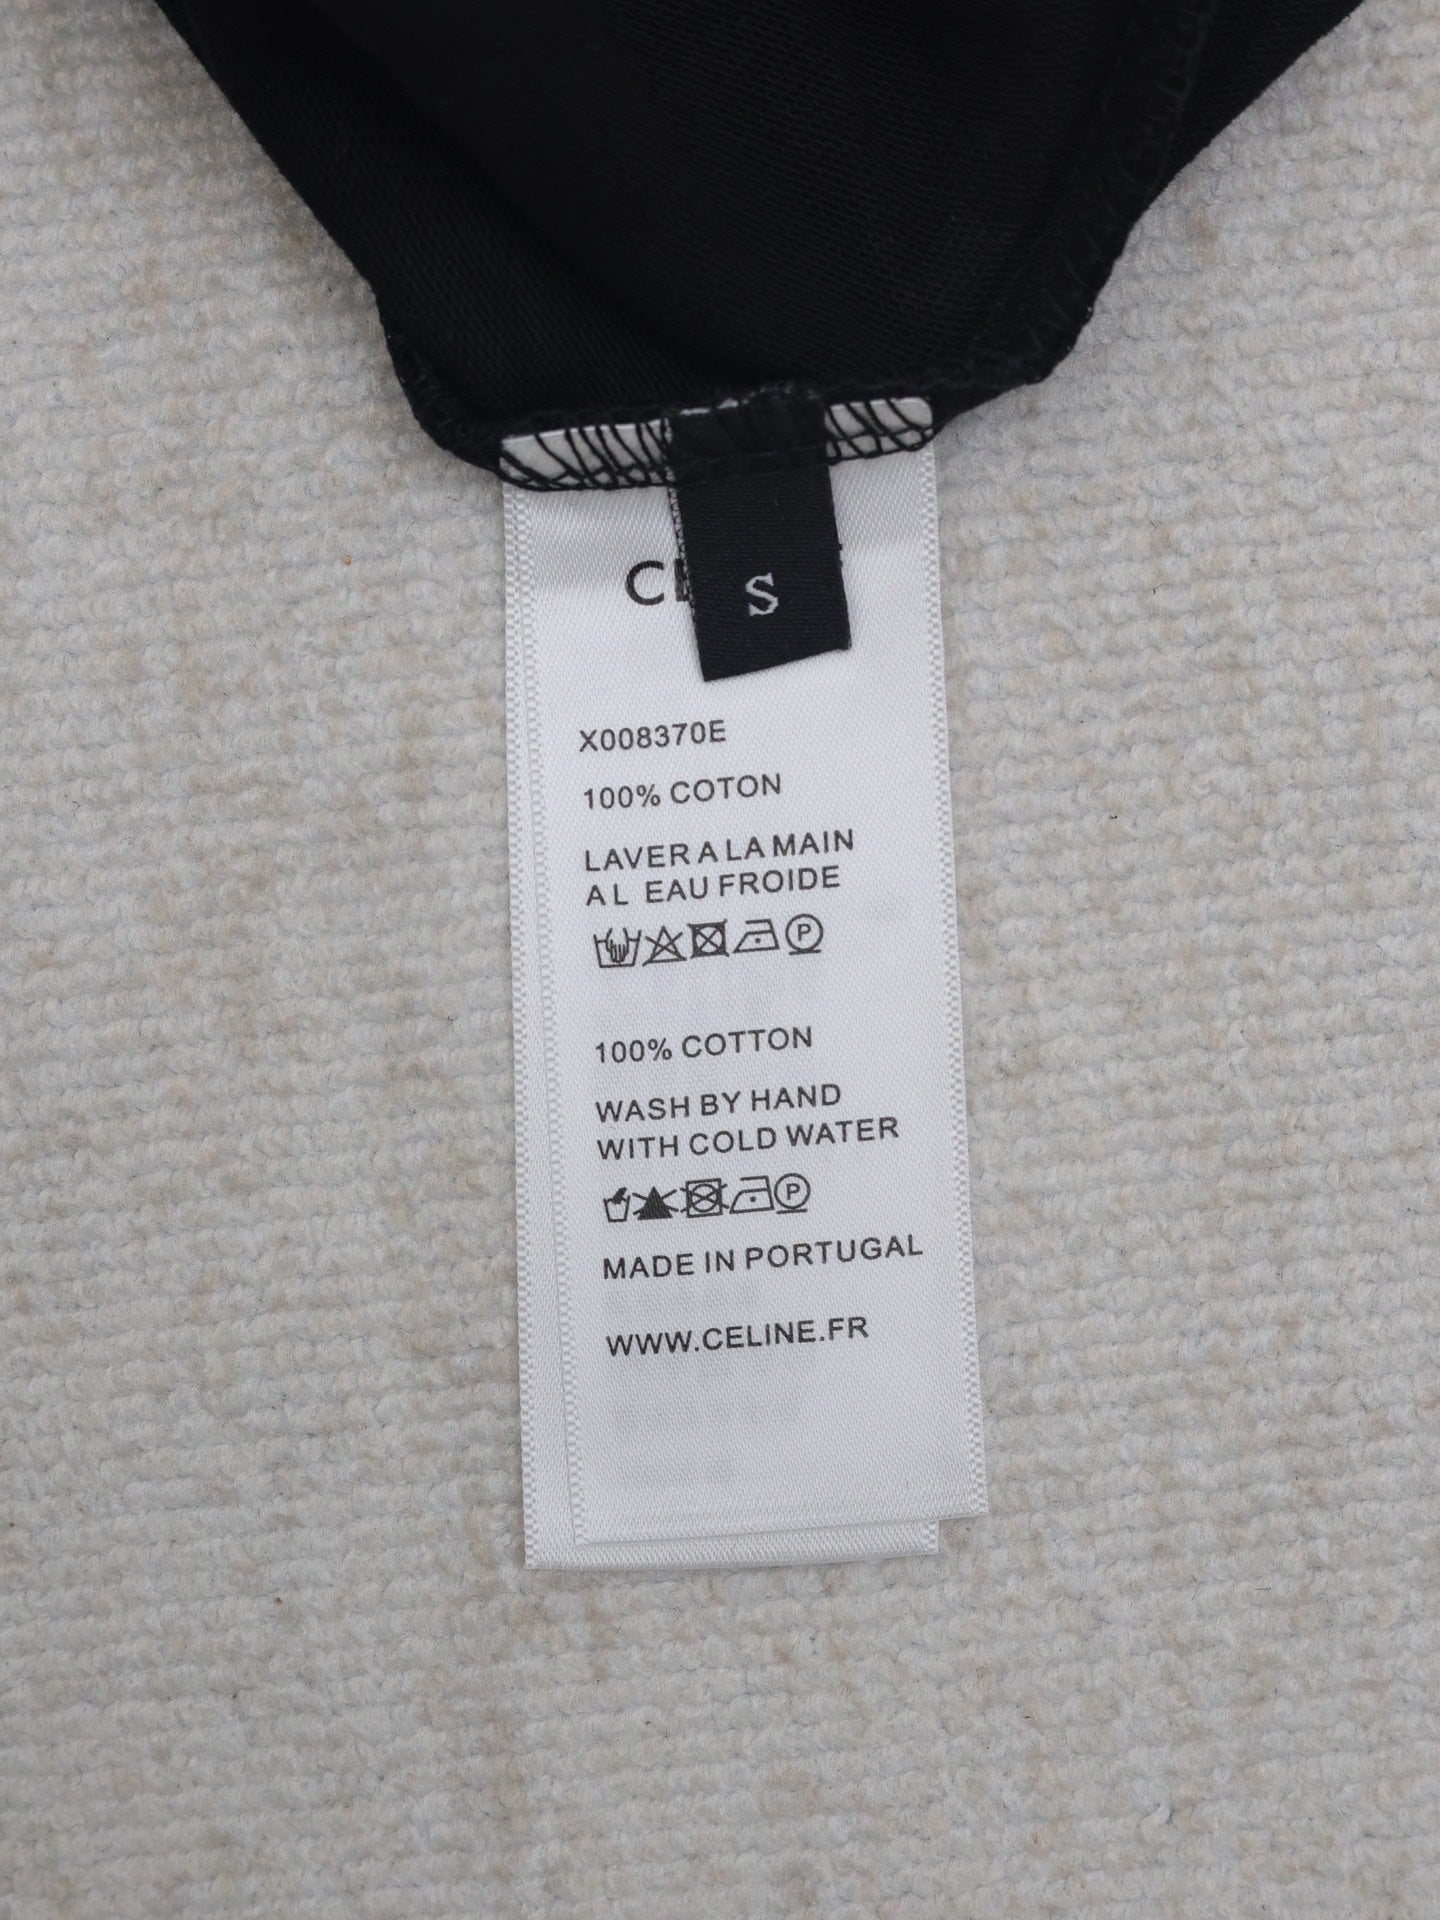 S
X008370E
100% COTON
LAVER A LA MAIN
A L EAU FROIDE
P
100% COTTON
WASH BY HAND
WITH COLD WATER
P
MADE IN PORTUGAL
WWW.CELINE.FR